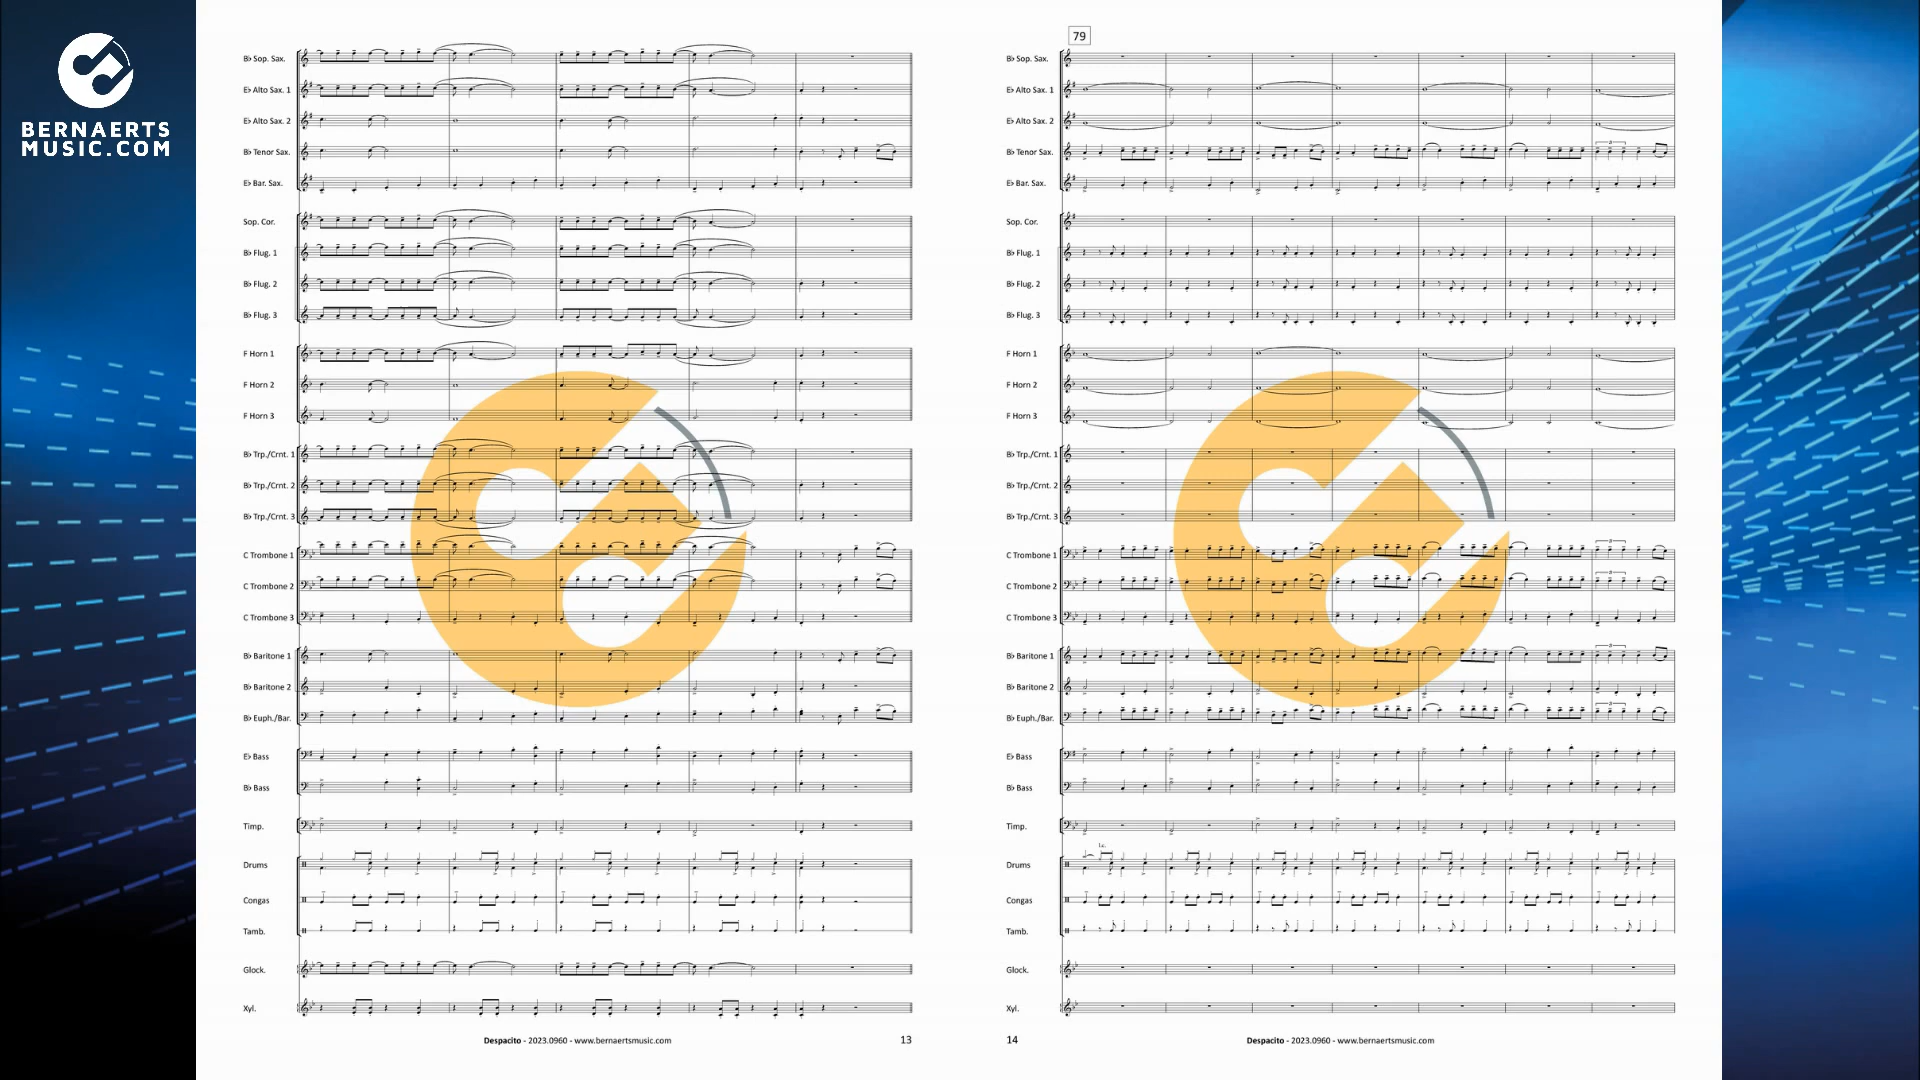 BERNAERTS
MUSIC.COM
B♭ Sop. Sax.
E♭ Alto Sax. 1
E♭ Alto Sax. 2
B♭ Tenor Sax.
E♭ Bar. Sax.
Sop. Cor.
B♭ Flug. 1
B♭ Flug. 2
B♭ Flug. 3
F Horn 1
F Horn 2
F Horn 3
B♭ Trp./Crnt. 1
B♭ Trp./Crnt. 2
B♭ Trp./Crnt. 3
C Trombone 1
C Trombone 2
C Trombone 3
B♭ Baritone 1
B♭ Baritone 2
B♭ Euph./Bar.
E♭ Bass
B♭ Bass
Timp.
Drums
Congas
Tamb.
Glock.
Xyl.
Despacito - 2023.0960 - www.bernaertsmusic.com
13
79
B♭ Sop. Sax.
E♭ Alto Sax. 1
E♭ Alto Sax. 2
B♭ Tenor Sax.
E♭ Bar. Sax.
Sop. Cor.
B♭ Flug. 1
B♭ Flug. 2
B♭ Flug. 3
F Horn 1
F Horn 2
F Horn 3
B♭ Trp./Crnt. 1
B♭ Trp./Crnt. 2
B♭ Trp./Crnt. 3
C Trombone 1
C Trombone 2
C Trombone 3
B♭ Baritone 1
B♭ Baritone 2
B♭ Euph./Bar.
E♭ Bass
B♭ Bass
Timp.
Drums
Congas
Tamb.
Glock.
Xyl.
14
Despacito - 2023.0960 - www.bernaertsmusic.com